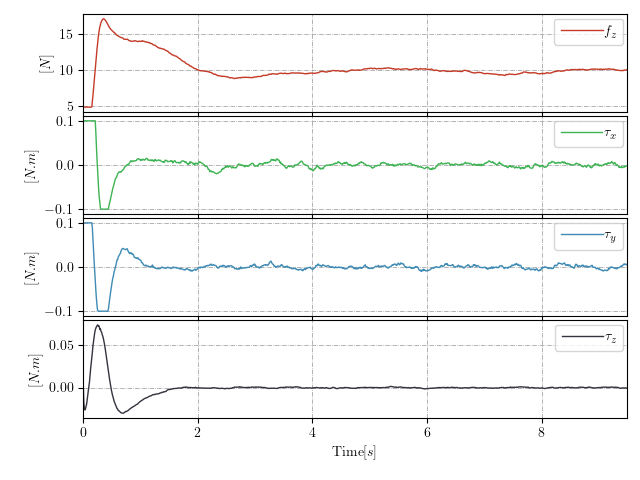 15
10
5
[N]
f_z
0.1
0.0
−0.1
[N.m]
τ_x
0.1
0.0
−0.1
[N.m]
τ_y
0.05
0.00
[N.m]
τ_z
0 2 4 6 8
Time[s]